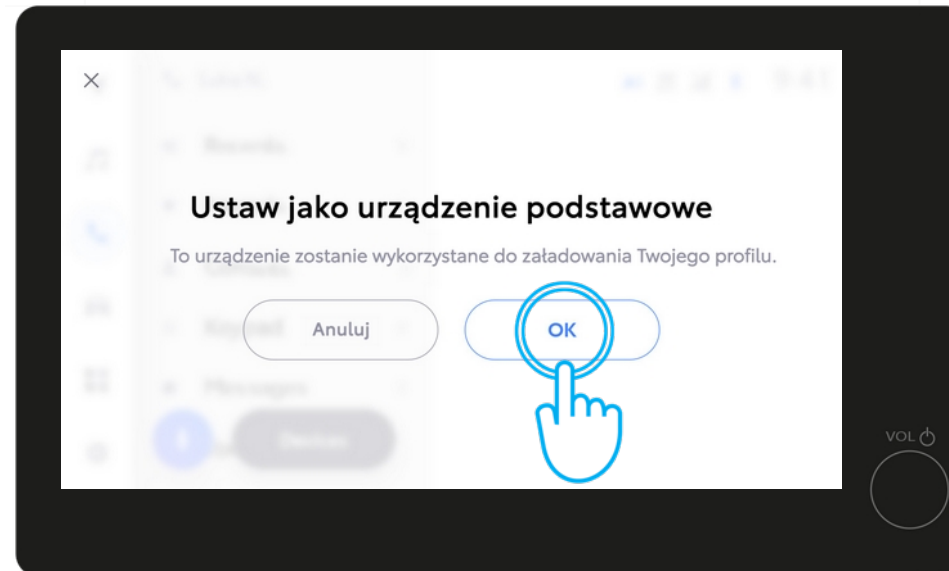 Ustaw jako urządzenie podstawowe
To urządzenie zostanie wykorzystane do załadowania Twojego profilu.
Anuluj
OK
VOL